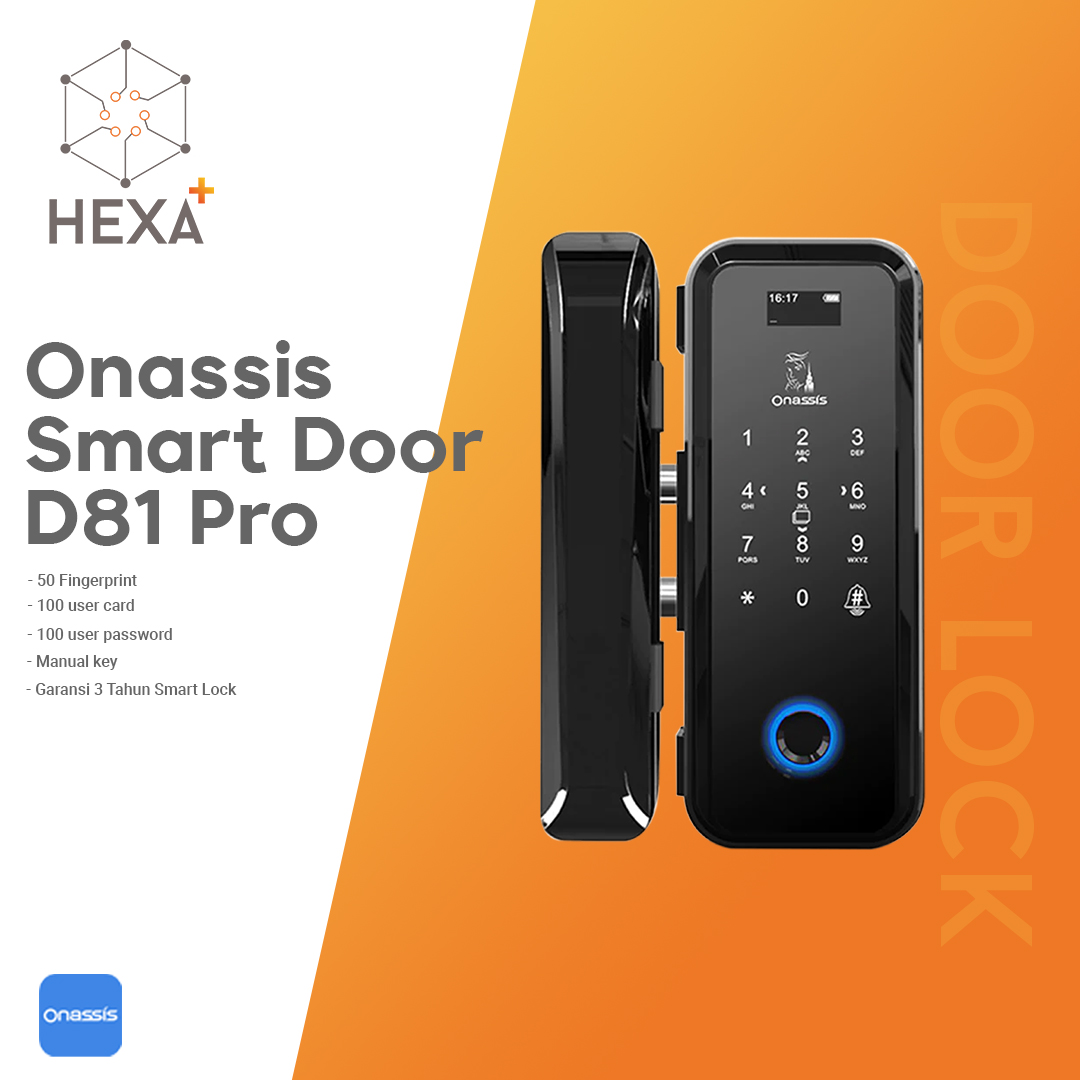 HEXA+
Onassis
Smart Door
D81 Pro
- 50 Fingerprint
- 100 user card
- 100 user password
- Manual key
- Garansi 3 Tahun Smart Lock
Onassís
16:17
Onassís
1 2 3
ABC DEF
4 5 6
GHI JKL MNO
7 8 9
PQRS TUV WXYZ
* 0 #
DOOR LOCK